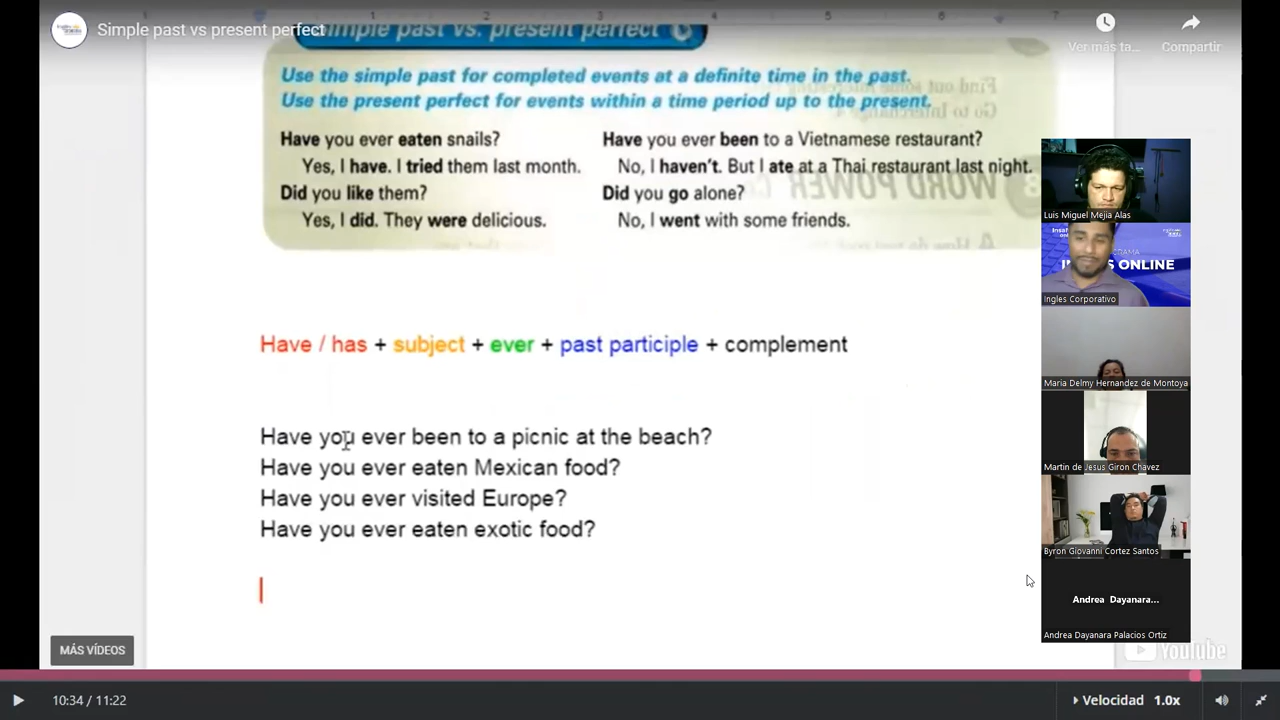 Simple past vs present perfect
Ver más ta...
Compartir
simple past vs. present perfect
Use the simple past for completed events at a definite time in the past.
Use the present perfect for events within a time period up to the present.
Have you ever eaten snails?
Yes, I have. I tried them last month.
Did you like them?
Yes, I did. They were delicious.
Have you ever been to a Vietnamese restaurant?
No, I haven't. But I ate at a Thai restaurant last night.
Did you go alone?
No, I went with some friends.
Have / has + subject + ever + past participle + complement
Have you ever been to a picnic at the beach?
Have you ever eaten Mexican food?
Have you ever visited Europe?
Have you ever eaten exotic food?
Luis Miguel Mejia Alas
ONLINE
Ingles Corporativo
Maria Delmy Hernandez de Montoya
Martin de Jesus Giron Chavez
Byron Giovanni Cortez Santos
Andrea Dayanara...
Andrea Dayanara Palacios Ortiz
MÁS VÍDEOS
YouTube
10:34 / 11:22
Velocidad 1.0x